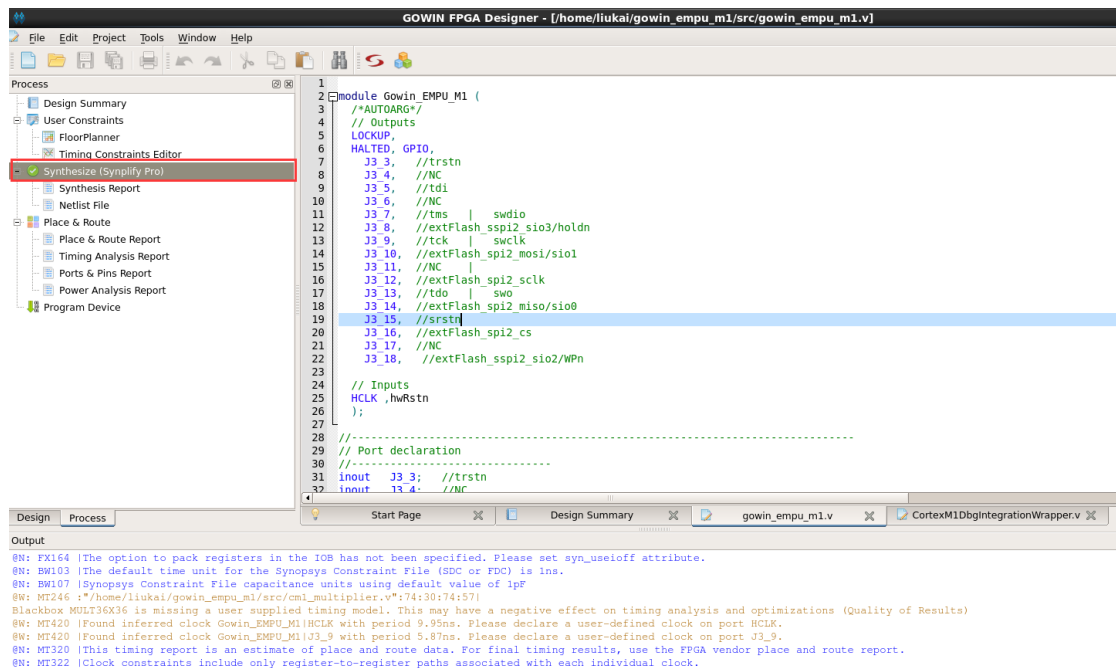 GOWIN FPGA Designer - [/home/liukai/gowin_empu_m1/src/gowin_empu_m1.v]
File Edit Project Tools Window Help
Process
Design Summary
User Constraints
FloorPlanner
Timing Constraints Editor
Synthesize (Synplify Pro)
Synthesis Report
Netlist File
Place & Route
Place & Route Report
Timing Analysis Report
Ports & Pins Report
Power Analysis Report
Program Device
Design Process
1
2 module Gowin_EMPU_M1 (
3 /*AUTOARG*/
4 // Outputs
5 LOCKUP,
6 HALTED, GPIO,
7 J3_3, //trstn
8 J3_4, //NC
9 J3_5, //tdi
10 J3_6, //NC
11 J3_7, //tms | swdio
12 J3_8, //extFlash_sspi2_sio3/holdn
13 J3_9, //tck | swclk
14 J3_10, //extFlash_spi2_mosi/sio1
15 J3_11, //NC |
16 J3_12, //extFlash_spi2_sclk
17 J3_13, //tdo | swo
18 J3_14, //extFlash_spi2_miso/sio0
19 J3_15, //srstn
20 J3_16, //extFlash_spi2_cs
21 J3_17, //NC
22 J3_18, //extFlash_sspi2_sio2/WPn
23
24 // Inputs
25 HCLK ,hwRstn
26 );
27
28 //----------------------------------------------------------------------------
29 // Port declaration
30 //------------------------------
31 inout J3_3; //trstn
32 inout J3_4; //NC
Start Page Design Summary gowin_empu_m1.v CortexM1DbgIntegrationWrapper.v
Output
@N: FX164 |The option to pack registers in the IOB has not been specified. Please set syn_useioff attribute.
@N: BW103 |The default time unit for the Synopsys Constraint File (SDC or FDC) is 1ns.
@N: BW107 |Synopsys Constraint File capacitance units using default value of 1pF
@W: MT246 :"/home/liukai/gowin_empu_m1/src/cm1_multiplier.v":74:30:74:57|
Blackbox MULT36X36 is missing a user supplied timing model. This may have a negative effect on timing analysis and optimizations (Quality of Results)
@W: MT420 |Found inferred clock Gowin_EMPU_M1|HCLK with period 9.95ns. Please declare a user-defined clock on port HCLK.
@W: MT420 |Found inferred clock Gowin_EMPU_M1|J3_9 with period 5.87ns. Please declare a user-defined clock on port J3_9.
@N: MT320 |This timing report is an estimate of place and route data. For final timing results, use the FPGA vendor place and route report.
@N: MT322 |Clock constraints include only register-to-register paths associated with each individual clock.